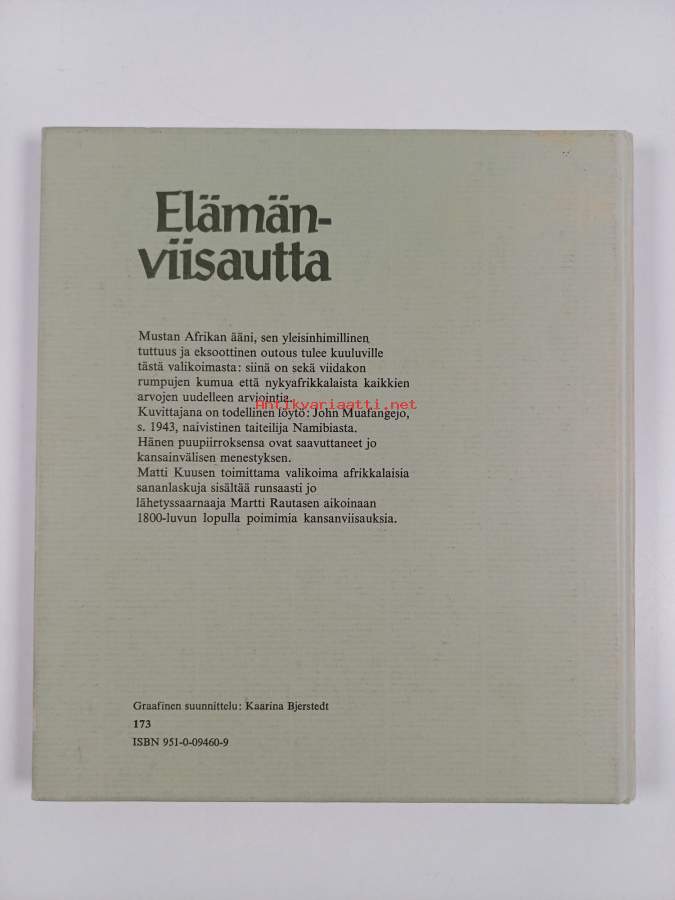 Elämän-
viisautta
Mustan Afrikan ääni, sen yleisinhimillinen
tuttuus ja eksoottinen outous tulee kuuluville
tästä valikoimasta: siinä on sekä viidakon
rumpujen kumua että nykyafrikkalaista kaikkien
arvojen uudelleen arviointia.
Antikvariaatti.net
Kuvittajana on todellinen löytö: John Muafangejo,
s. 1943, naivistinen taiteilija Namibiasta.
Hänen puupiirroksensa ovat saavuttaneet jo
kansainvälisen menestyksen.
Matti Kuusen toimittama valikoima afrikkalaisia
sananlaskuja sisältää runsaasti jo
lähetyssaarnaaja Martti Rautasen aikoinaan
1800-luvun lopulla poimimia kansanviisauksia.
Graafinen suunnittelu: Kaarina Bjerstedt
173
ISBN 951-0-09460-9